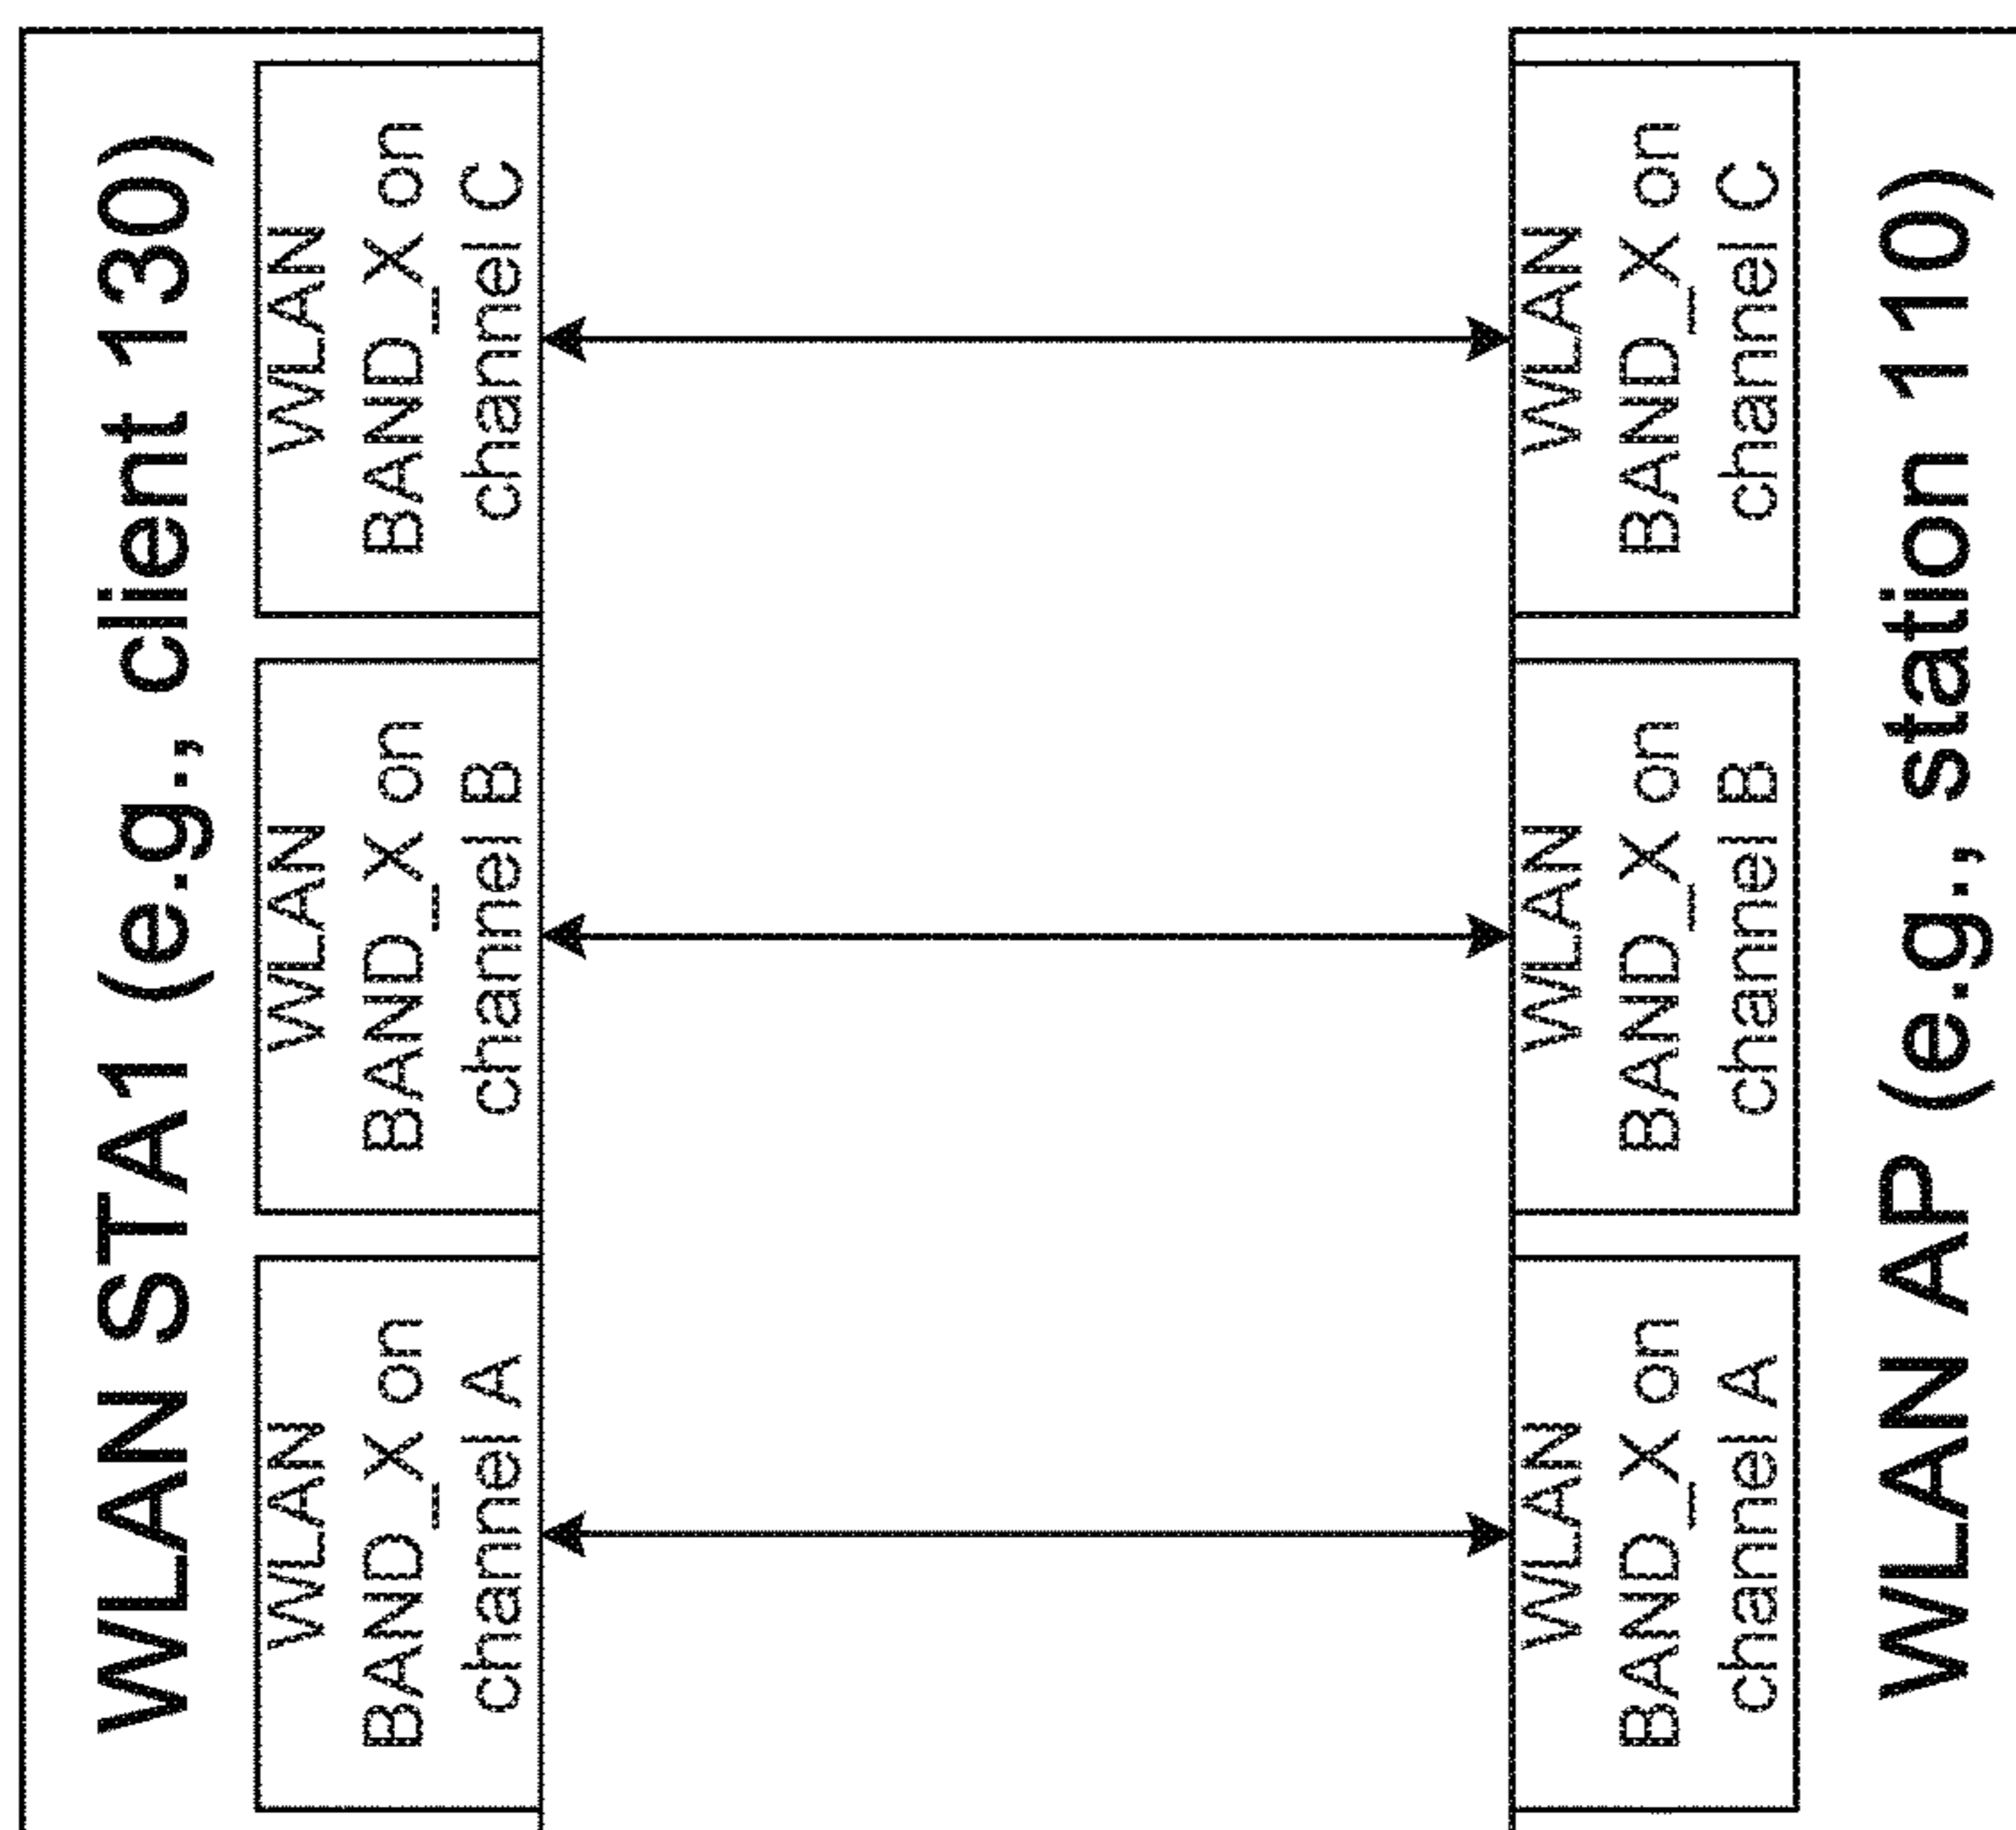 WLAN STA1 (e.g., client 130)
WLAN
BAND_X on
channel A
WLAN
BAND_X on
channel B
WLAN
BAND_X on
channel C
WLAN
BAND_X on
channel A
WLAN
BAND_X on
channel B
WLAN
BAND_X on
channel C
WLAN AP (e.g., station 110)